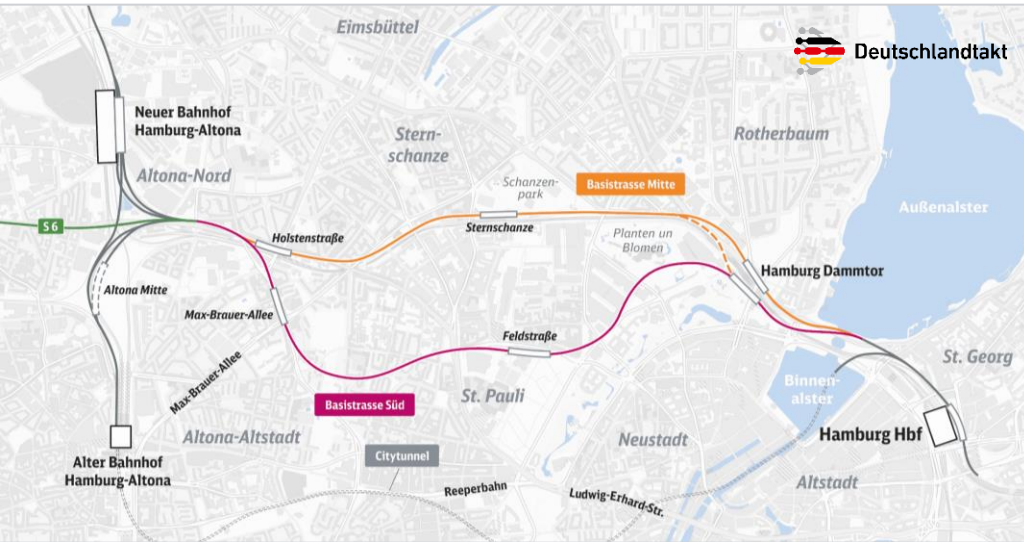 Eimsbüttel
Deutschlandtakt
Neuer Bahnhof
Hamburg-Altona
Stern-
schanze
Rotherbaum
Altona-Nord
Schanzen-
park
Basistrasse Mitte
Außenalster
S 6
Holstenstraße
Sternschanze
Planten un
Blomen
Hamburg Dammtor
Altona Mitte
Max-Brauer-Allee
Feldstraße
St. Georg
Max-Brauer-Allee
Binnen-
alster
Basistrasse Süd
St. Pauli
Altona-Altstadt
Neustadt
Hamburg Hbf
Citytunnel
Alter Bahnhof
Hamburg-Altona
Reeperbahn
Ludwig-Erhard-Str.
Altstadt